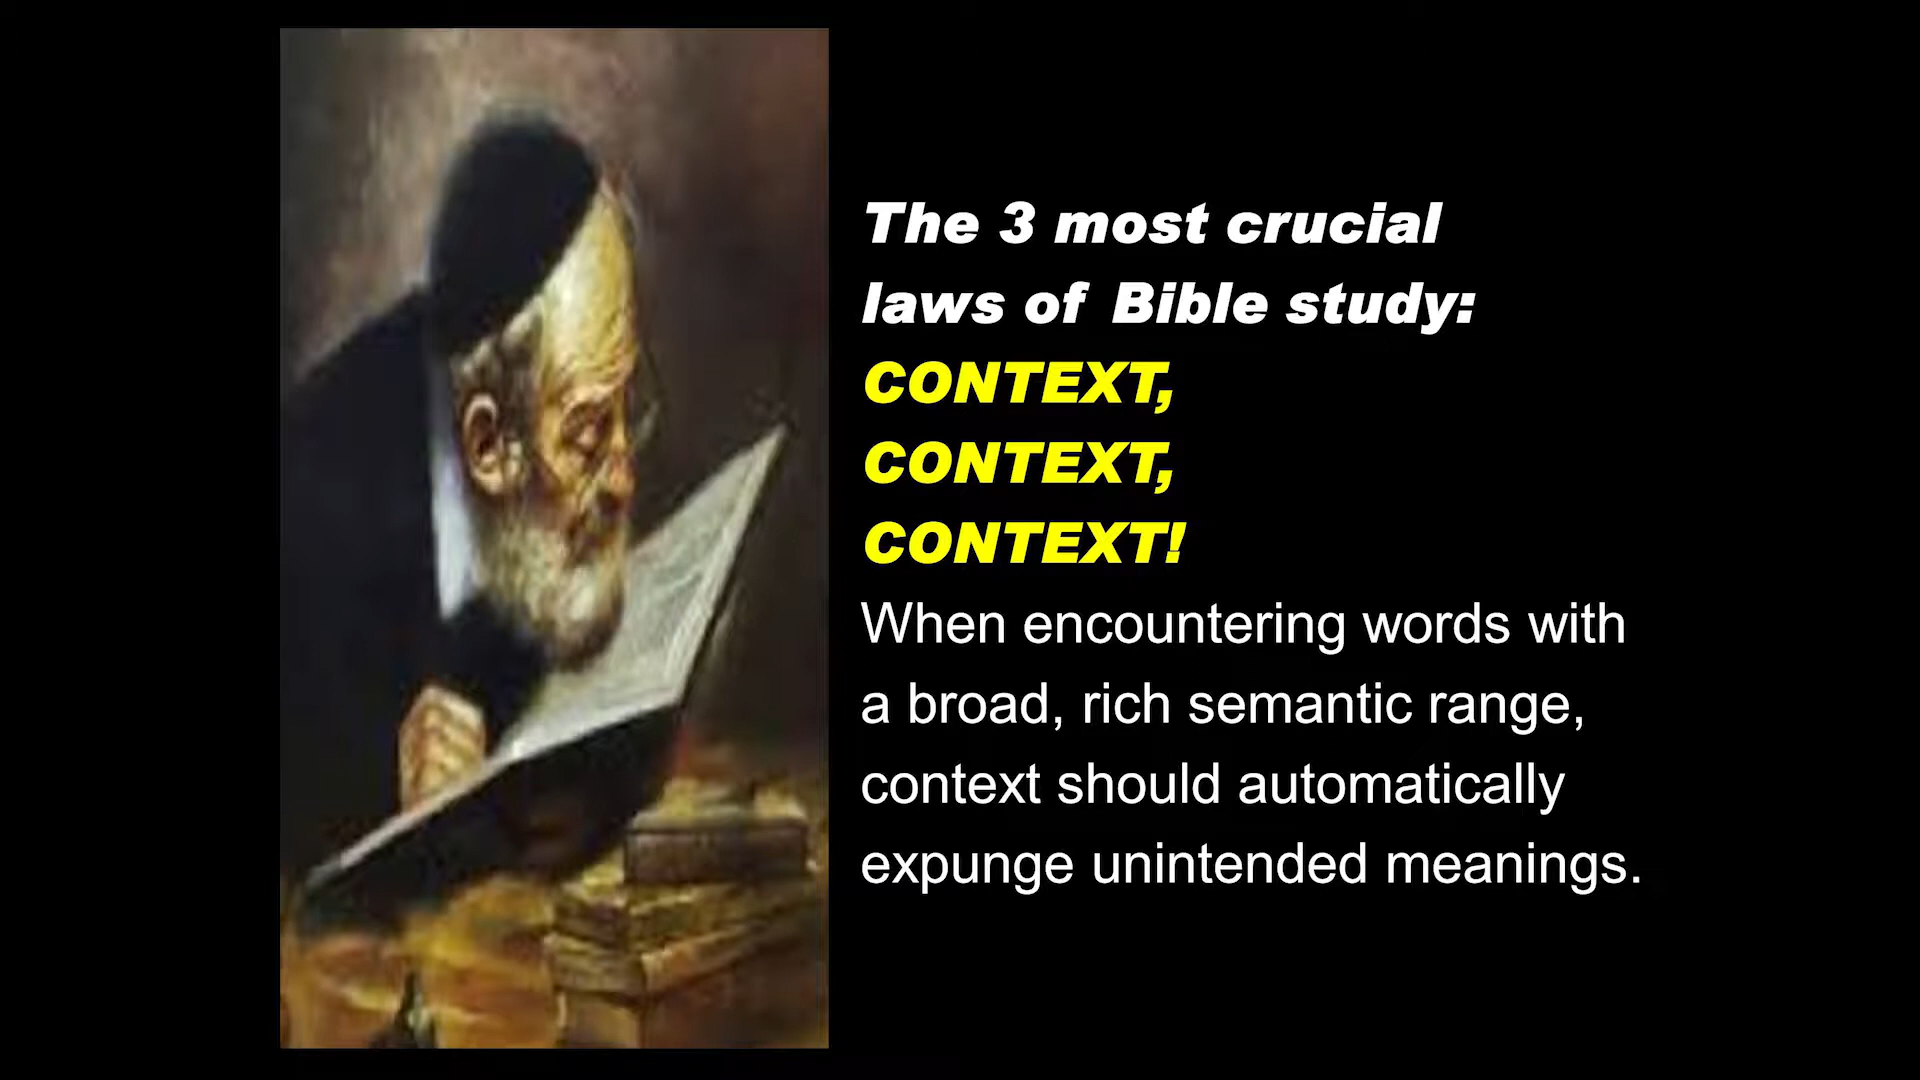 The 3 most crucial
laws of Bible study:
CONTEXT,
CONTEXT,
CONTEXT!
When encountering words with
a broad, rich semantic range,
context should automatically
expunge unintended meanings.